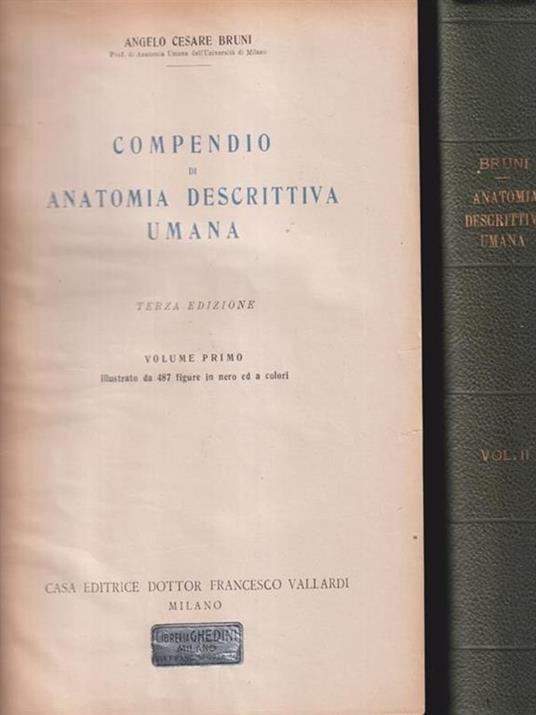 ANGELO CESARE BRUNI
Prof. di Anatomia Umana dell'Università di Milano
COMPENDIO
DI
ANATOMIA DESCRITTIVA
UMANA
TERZA EDIZIONE
VOLUME PRIMO
illustrato da 487 figure in nero ed a colori
CASA EDITRICE DOTTOR FRANCESCO VALLARDI
MILANO
LIBRERIA GHEDINI
MILANO
BRUNI
ANATOMIA
DESCRITTIV
UMANA
VOL. II